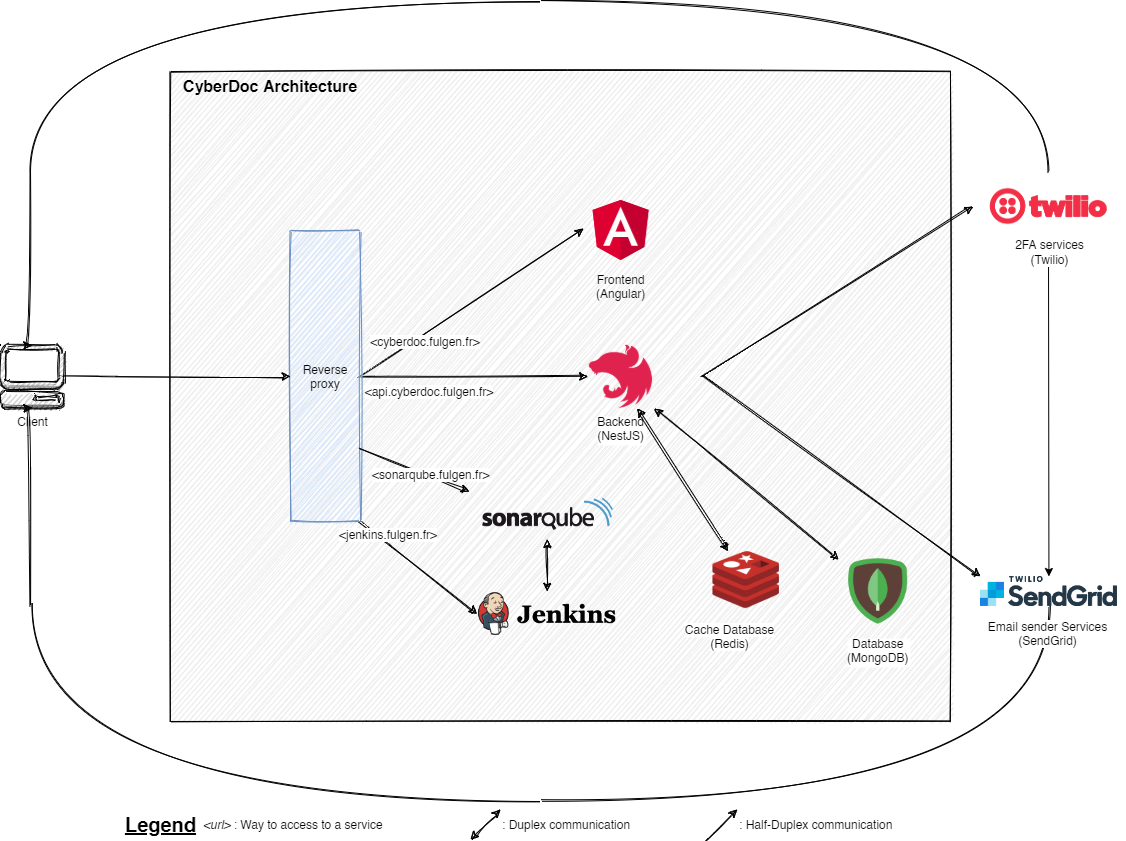 CyberDoc Architecture
twilio
2FA services
(Twilio)
Frontend
(Angular)
<cyberdoc.fulgen.fr>
Reverse
proxy
<api.cyberdoc.fulgen.fr>
Client
Backend
(NestJS)
<sonarqube.fulgen.fr>
sonarqube
<jenkins.fulgen.fr>
Jenkins
TWILIO
SendGrid
Email sender Services
(SendGrid)
Cache Database
(Redis)
Database
(MongoDB)
Legend <url> : Way to access to a service : Duplex communication : Half-Duplex communication